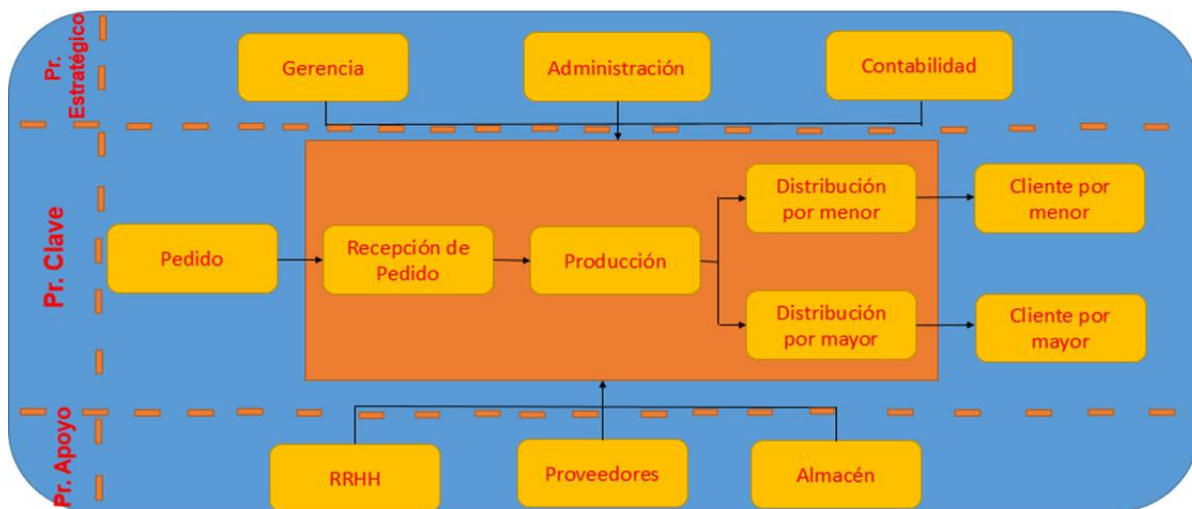 Pr.
Estratégico
Gerencia
Administración
Contabilidad
Pr. Clave
Pedido
Recepción de
Pedido
Producción
Distribución
por menor
Cliente por
menor
Distribución
por mayor
Cliente por
mayor
Pr. Apoyo
RRHH
Proveedores
Almacén